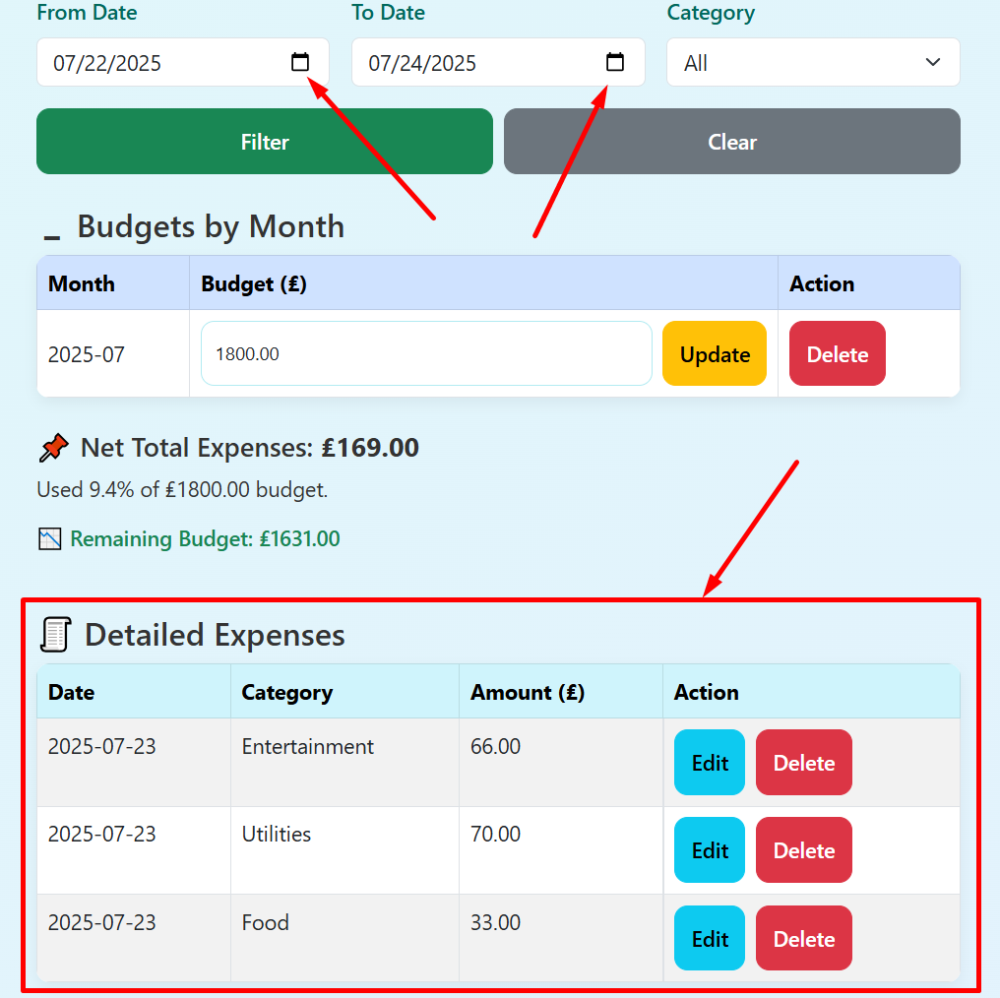 From Date To Date Category
07/22/2025 07/24/2025 All
Filter Clear
Budgets by Month
Month Budget (£) Action
2025-07 1800.00 Update Delete
Net Total Expenses: £169.00
Used 9.4% of £1800.00 budget.
Remaining Budget: £1631.00
Detailed Expenses
Date Category Amount (£) Action
2025-07-23 Entertainment 66.00 Edit Delete
2025-07-23 Utilities 70.00 Edit Delete
2025-07-23 Food 33.00 Edit Delete